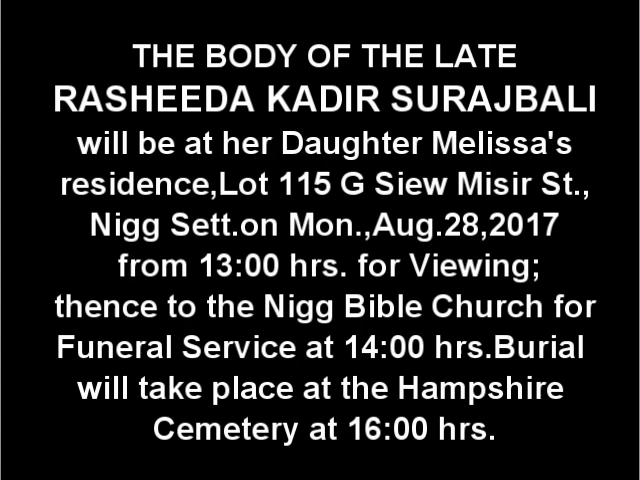 THE BODY OF THE LATE
RASHEEDA KADIR SURAJBALI
will be at her Daughter Melissa's
residence,Lot 115 G Siew Misir St.,
Nigg Sett.on Mon.,Aug.28,2017
from 13:00 hrs. for Viewing;
thence to the Nigg Bible Church for
Funeral Service at 14:00 hrs.Burial
will take place at the Hampshire
Cemetery at 16:00 hrs.